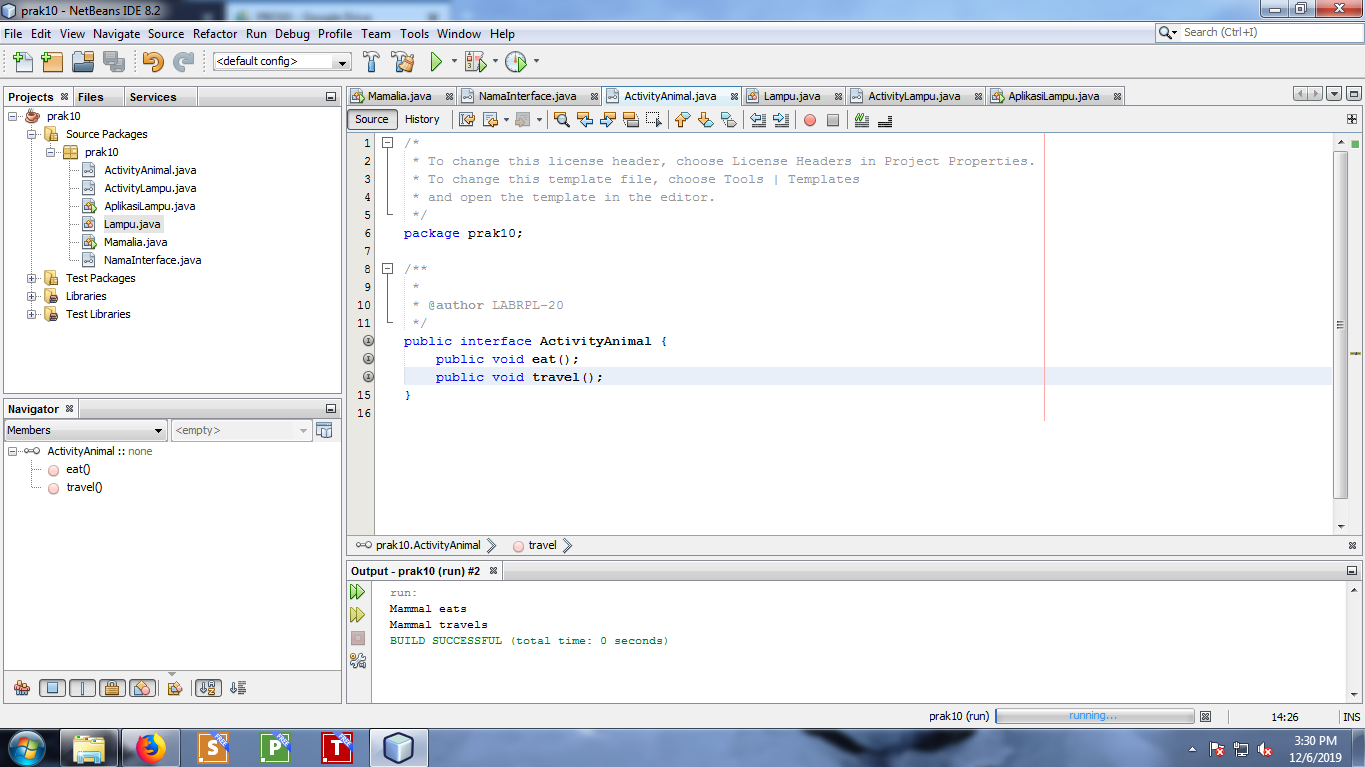 prak10 - NetBeans IDE 8.2
File Edit View Navigate Source Refactor Run Debug Profile Team Tools Window Help
Search (Ctrl+I)
<default config>
Projects Files Services
prak10
Source Packages
prak10
ActivityAnimal.java
ActivityLampu.java
AplikasiLampu.java
Lampu.java
Mamalia.java
NamaInterface.java
Test Packages
Libraries
Test Libraries
Navigator
Members <empty>
ActivityAnimal :: none
eat()
travel()
Mamalia.java NamaInterface.java ActivityAnimal.java Lampu.java ActivityLampu.java AplikasiLampu.java
Source History
1 /*
2 * To change this license header, choose License Headers in Project Properties.
3 * To change this template file, choose Tools | Templates
4 * and open the template in the editor.
5 */
6 package prak10;
7
8 /**
9 *
10 * @author LABRPL-20
11 */
public interface ActivityAnimal {
public void eat();
public void travel();
15 }
16
prak10.ActivityAnimal travel
Output - prak10 (run) #2
run:
Mammal eats
Mammal travels
BUILD SUCCESSFUL (total time: 0 seconds)
prak10 (run) running... 14:26 INS
S P T
3:30 PM
12/6/2019